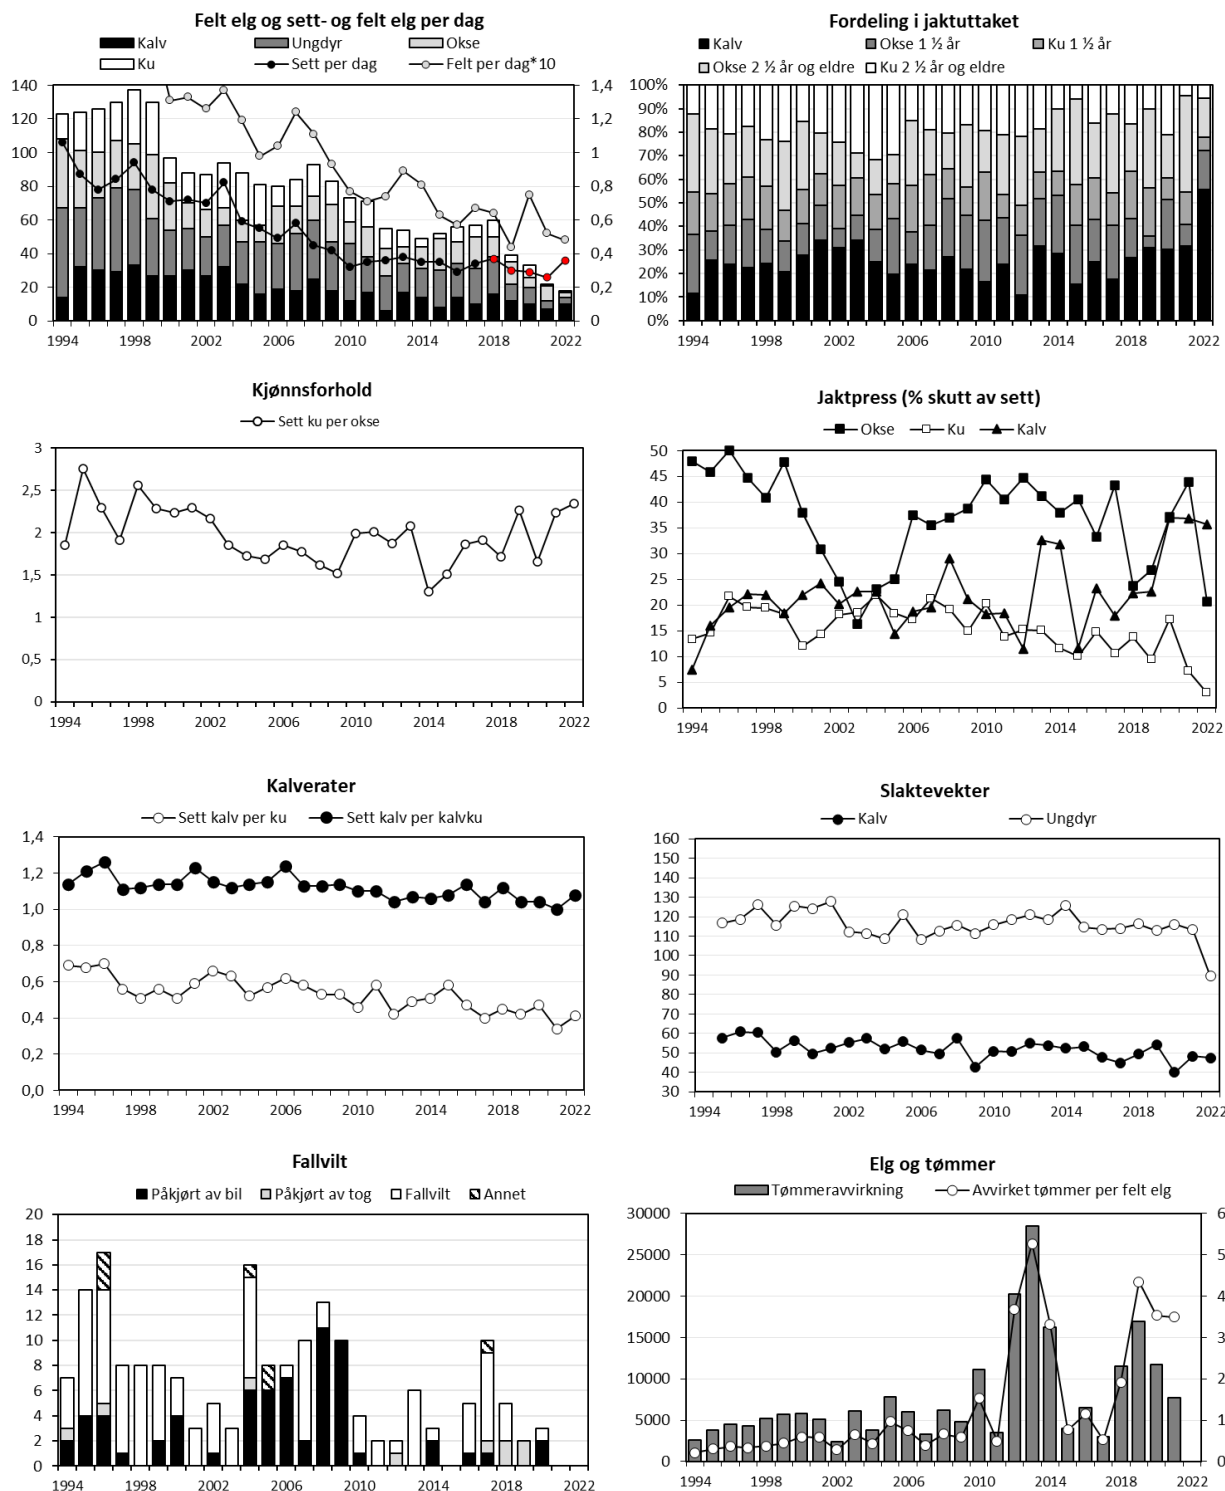 Felt elg og sett- og felt elg per dag
Kalv Ungdyr Okse
Ku Sett per dag Felt per dag*10
140 1,4
120 1,2
100 1
80 0,8
60 0,6
40 0,4
20 0,2
0 0
1994 1998 2002 2006 2010 2014 2018 2022
Fordeling i jaktuttaket
Kalv Okse 1 ½ år Ku 1 ½ år
Okse 2 ½ år og eldre Ku 2 ½ år og eldre
100%
90%
80%
70%
60%
50%
40%
30%
20%
10%
0%
1994 1998 2002 2006 2010 2014 2018 2022
Kjønnsforhold
Sett ku per okse
3
2,5
2
1,5
1
0,5
0
1994 1998 2002 2006 2010 2014 2018 2022
Jaktpress (% skutt av sett)
Okse Ku Kalv
50
45
40
35
30
25
20
15
10
5
0
1994 1998 2002 2006 2010 2014 2018 2022
Kalverater
Sett kalv per ku Sett kalv per kalvku
1,4
1,2
1,0
0,8
0,6
0,4
0,2
0,0
1994 1998 2002 2006 2010 2014 2018 2022
Slaktevekter
Kalv Ungdyr
160
150
140
130
120
110
100
90
80
70
60
50
40
30
1994 1998 2002 2006 2010 2014 2018 2022
Fallvilt
Påkjørt av bil Påkjørt av tog Fallvilt Annet
20
18
16
14
12
10
8
6
4
2
0
1994 1998 2002 2006 2010 2014 2018 2022
Elg og tømmer
Tømmeravvirkning Avvirket tømmer per felt elg
30000 6
25000 5
20000 4
15000 3
10000 2
5000 1
0 0
1994 1998 2002 2006 2010 2014 2018 2022